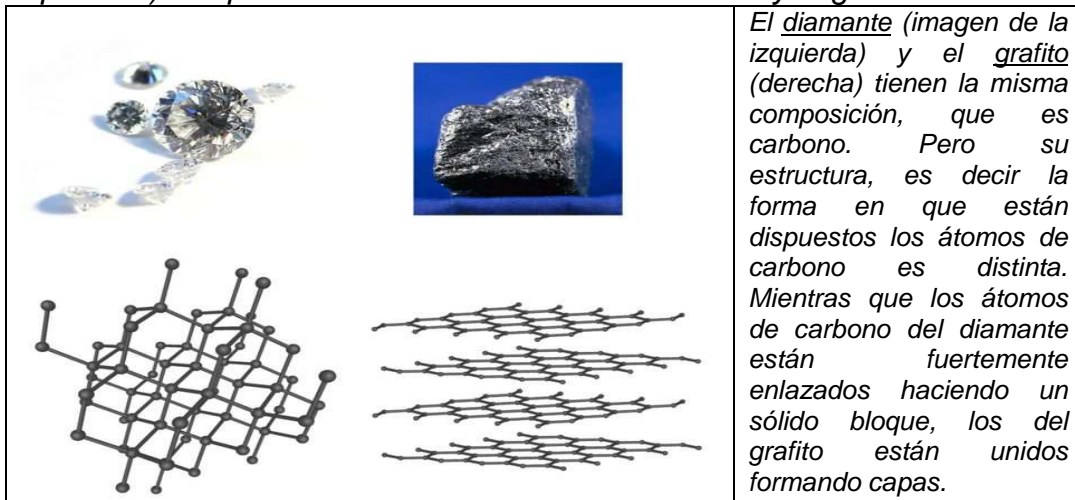 El diamante (imagen de la
izquierda) y el grafito
(derecha) tienen la misma
composición, que es
carbono. Pero su
estructura, es decir la
forma en que están
dispuestos los átomos de
carbono es distinta.
Mientras que los átomos
de carbono del diamante
están fuertemente
enlazados haciendo un
sólido bloque, los del
grafito están unidos
formando capas.